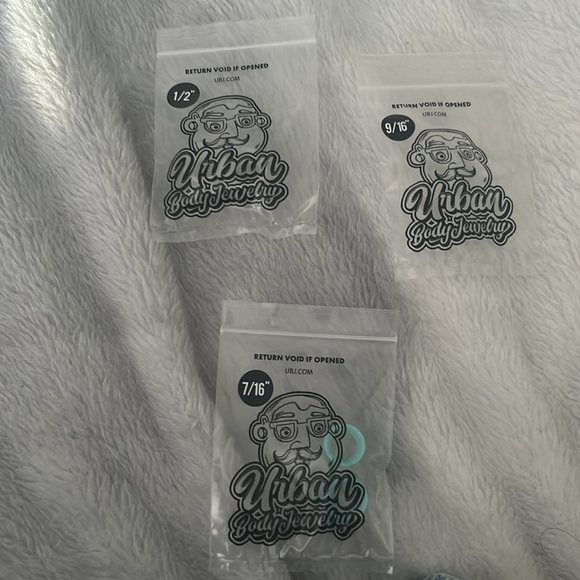 RETURN VOID IF OPENED
UBJ.COM
1/2"
Urban
Body Jewelry
RETURN VOID IF OPENED
UBJ.COM
9/16"
Urban
Body Jewelry
RETURN VOID IF OPENED
UBJ.COM
7/16"
Urban
Body Jewelry